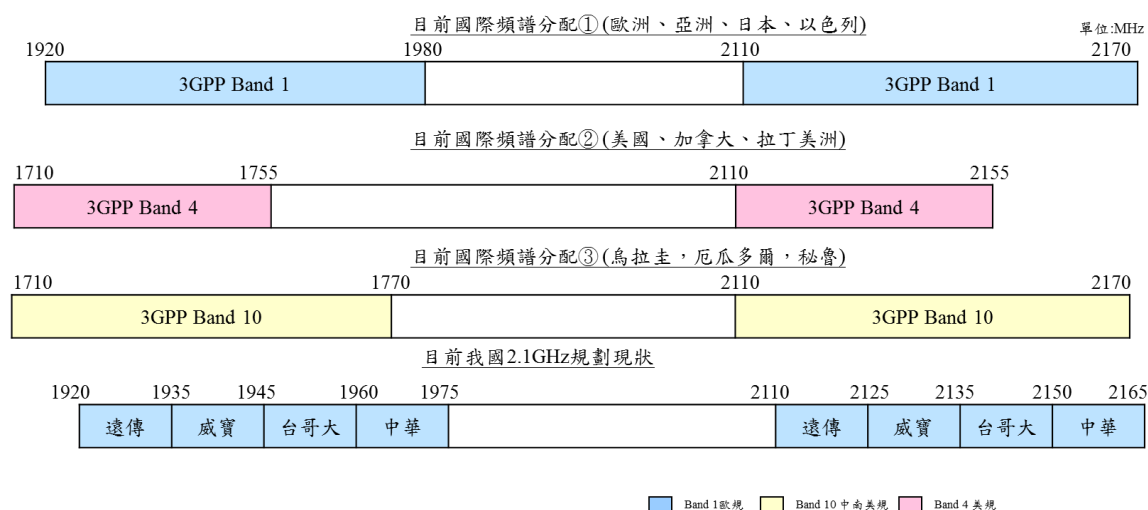 目前國際頻譜分配①(歐洲、亞洲、日本、以色列)
單位:MHz
1920 1980 2110 2170
3GPP Band 1 3GPP Band 1
目前國際頻譜分配②(美國、加拿大、拉丁美洲)
1710 1755 2110 2155
3GPP Band 4 3GPP Band 4
目前國際頻譜分配③(烏拉圭，厄瓜多爾，秘魯)
1710 1770 2110 2170
3GPP Band 10 3GPP Band 10
目前我國2.1GHz規劃現狀
1920 1935 1945 1960 1975 2110 2125 2135 2150 2165
遠傳 威寶 台哥大 中華 遠傳 威寶 台哥大 中華
Band 1歐規 Band 10 中南美規 Band 4 美規